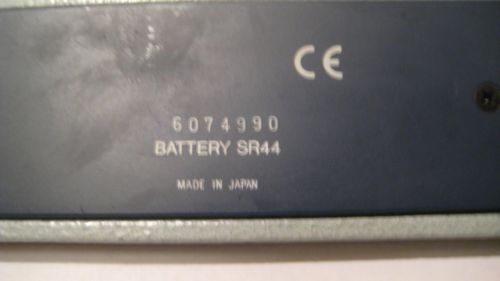 CE
6074990
BATTERY SR44
MADE IN JAPAN